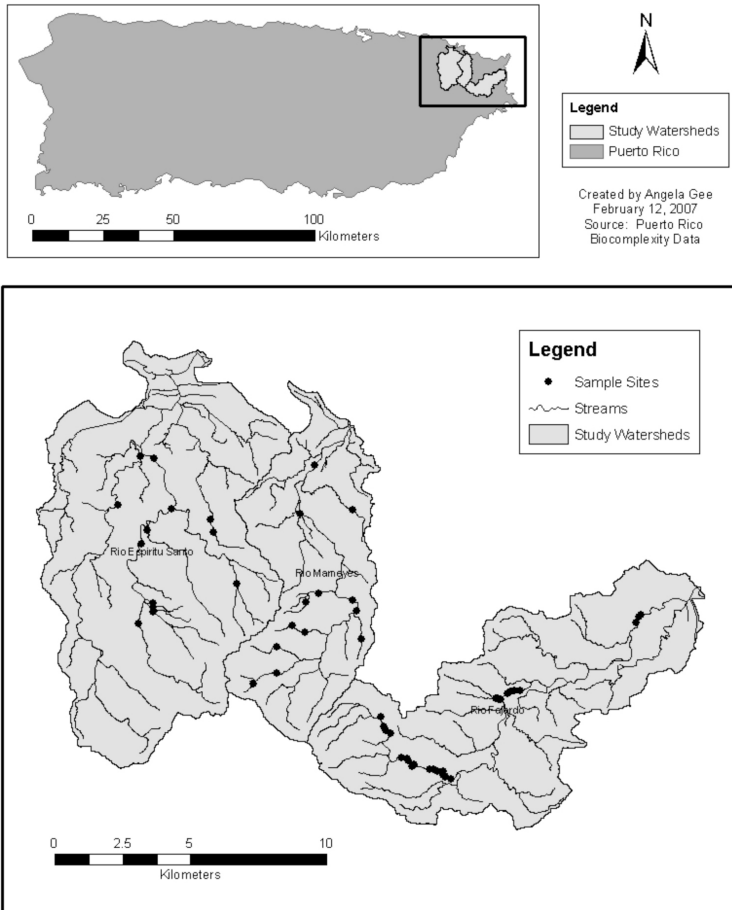 N
Legend
Study Watersheds
Puerto Rico
Created by Angela Gee
February 12, 2007
Source: Puerto Rico
Biocomplexity Data
0 25 50 100
Kilometers
Legend
Sample Sites
Streams
Study Watersheds
Rio Espiritu Santo
Rio Mameyes
Rio Fajardo
0 2.5 5 10
Kilometers